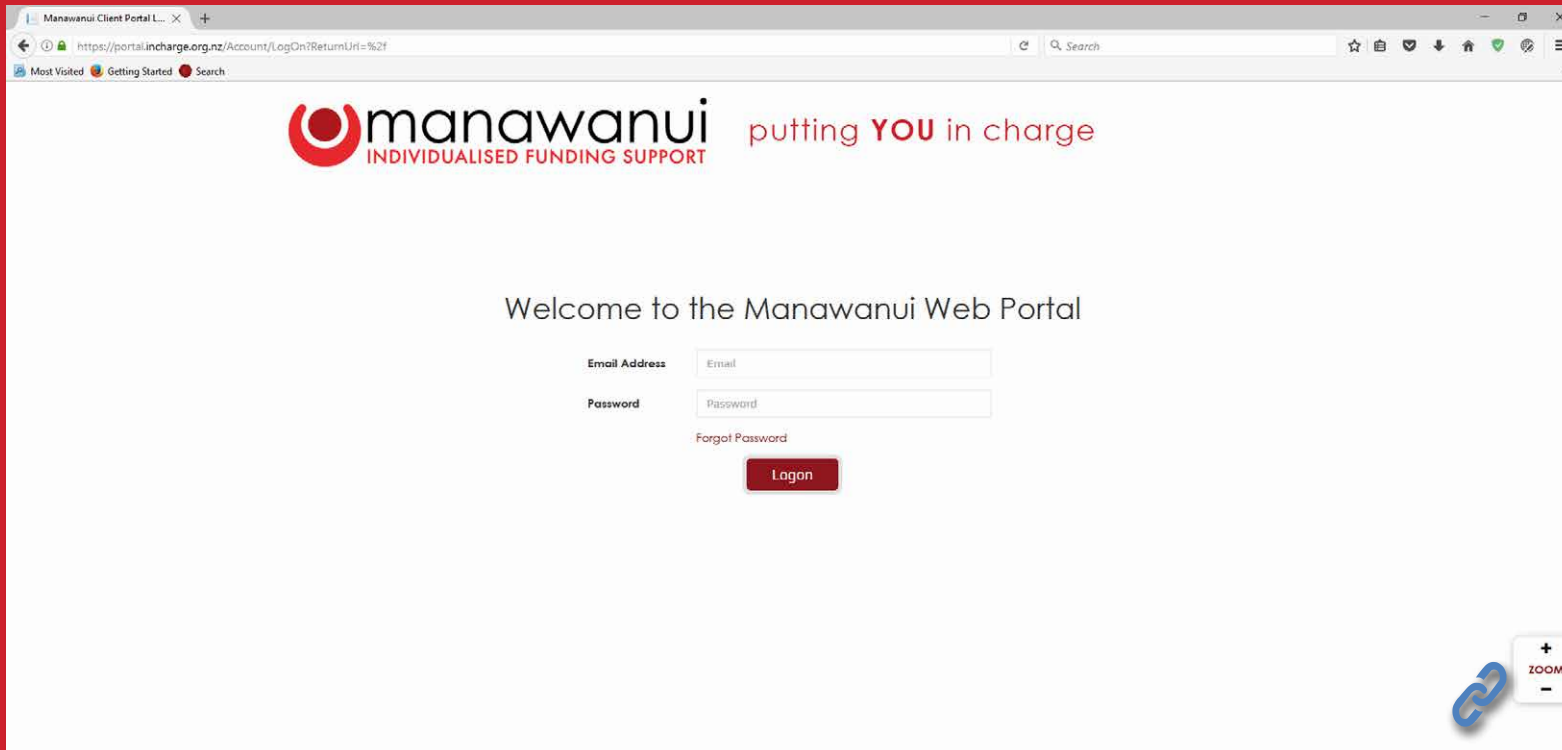 Manawanui Client Portal L...
https://portal.incharge.org.nz/Account/LogOn?ReturnUrl=%2f
Search
Most Visited Getting Started Search
manawanui
INDIVIDUALISED FUNDING SUPPORT
putting YOU in charge
Welcome to the Manawanui Web Portal
Email Address
Email
Password
Password
Forgot Password
Logon
+
ZOOM
-